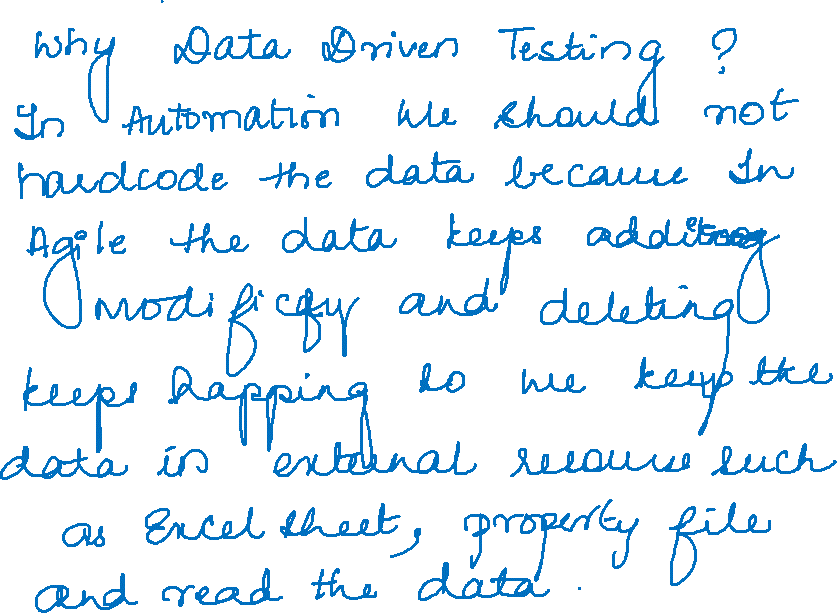 Why Data Driven Testing ?
In Automation we should not
hardcode the data because In
Agile the data keeps
and deleting
keeps happing so we keep the
data in external resource such
as Excel sheet, property file
and read the data.